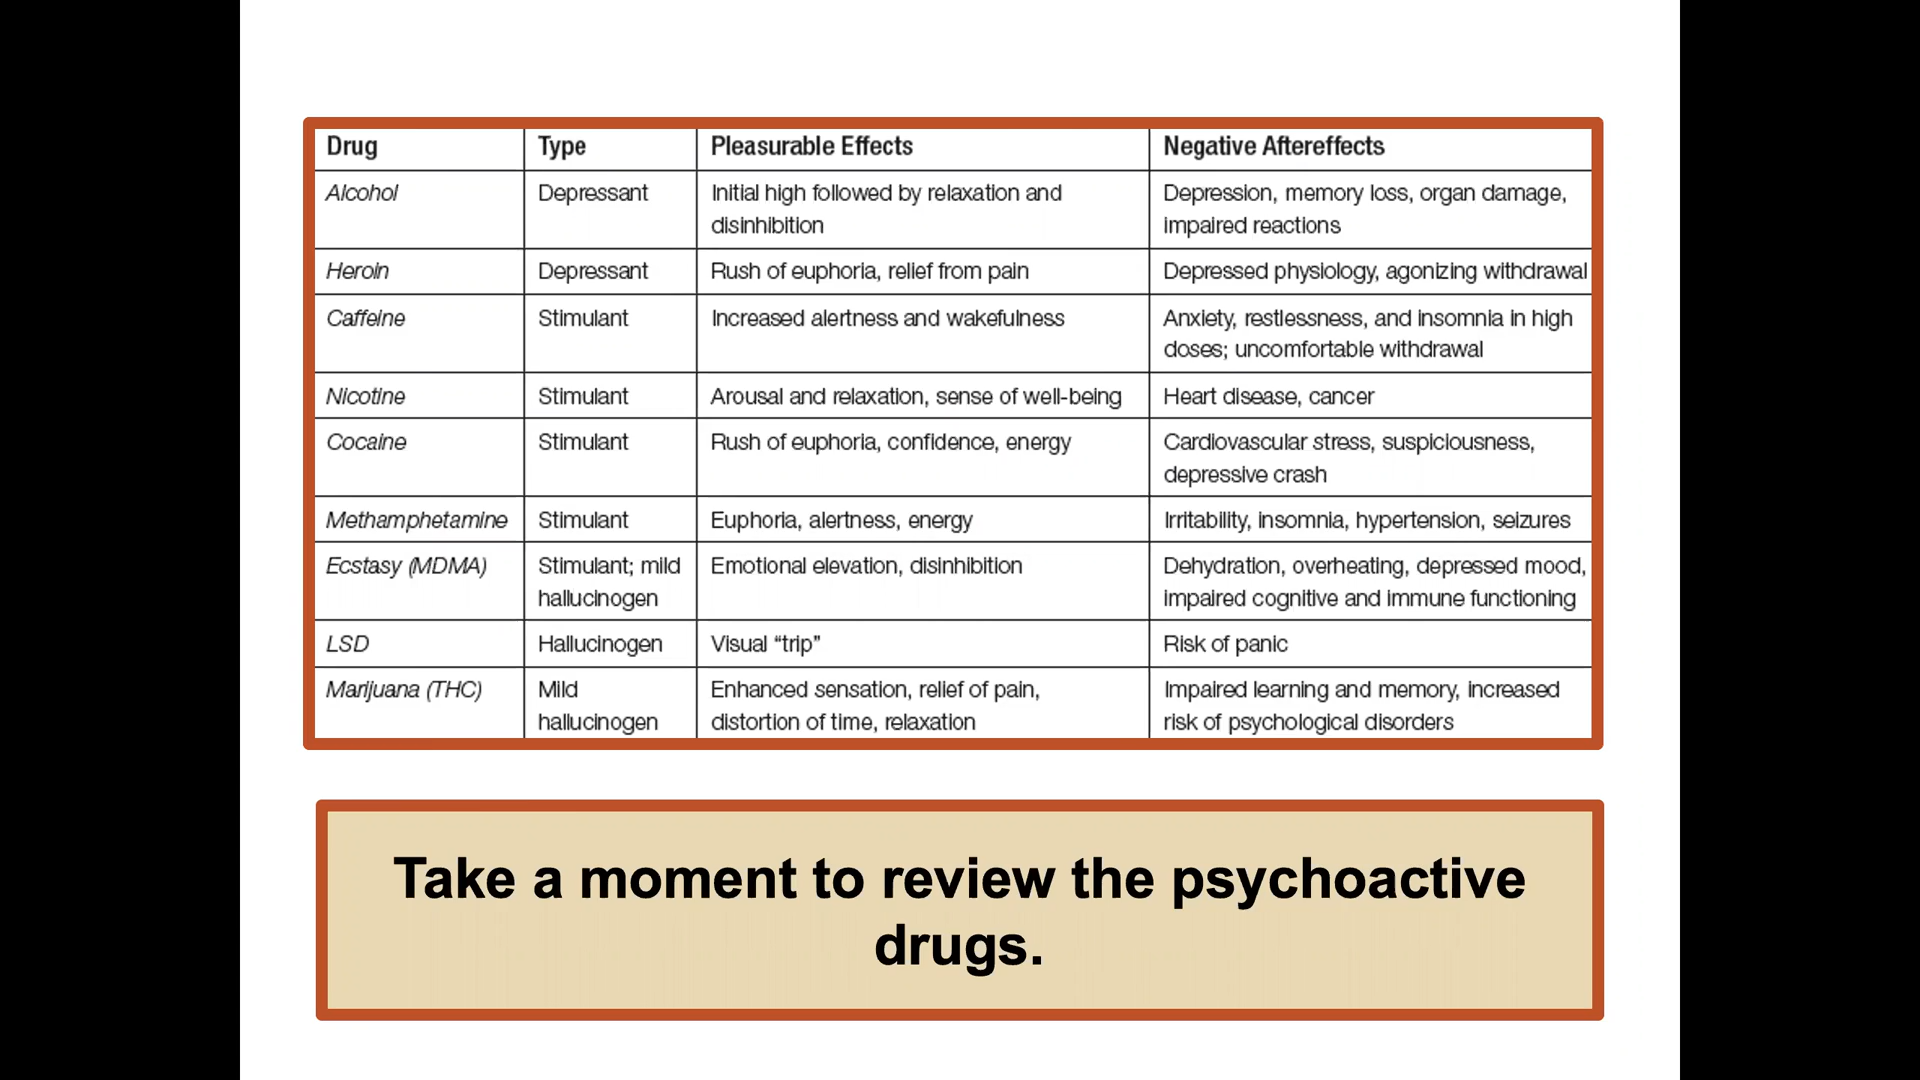 Drug Type Pleasurable Effects Negative Aftereffects
Alcohol Depressant Initial high followed by relaxation and Depression, memory loss, organ damage,
disinhibition impaired reactions
Heroin Depressant Rush of euphoria, relief from pain Depressed physiology, agonizing withdrawal
Caffeine Stimulant Increased alertness and wakefulness Anxiety, restlessness, and insomnia in high
doses; uncomfortable withdrawal
Nicotine Stimulant Arousal and relaxation, sense of well-being Heart disease, cancer
Cocaine Stimulant Rush of euphoria, confidence, energy Cardiovascular stress, suspiciousness,
depressive crash
Methamphetamine Stimulant Euphoria, alertness, energy Irritability, insomnia, hypertension, seizures
Ecstasy (MDMA) Stimulant; mild Emotional elevation, disinhibition Dehydration, overheating, depressed mood,
hallucinogen impaired cognitive and immune functioning
LSD Hallucinogen Visual “trip” Risk of panic
Marijuana (THC) Mild Enhanced sensation, relief of pain, Impaired learning and memory, increased
hallucinogen distortion of time, relaxation risk of psychological disorders
Take a moment to review the psychoactive
drugs.